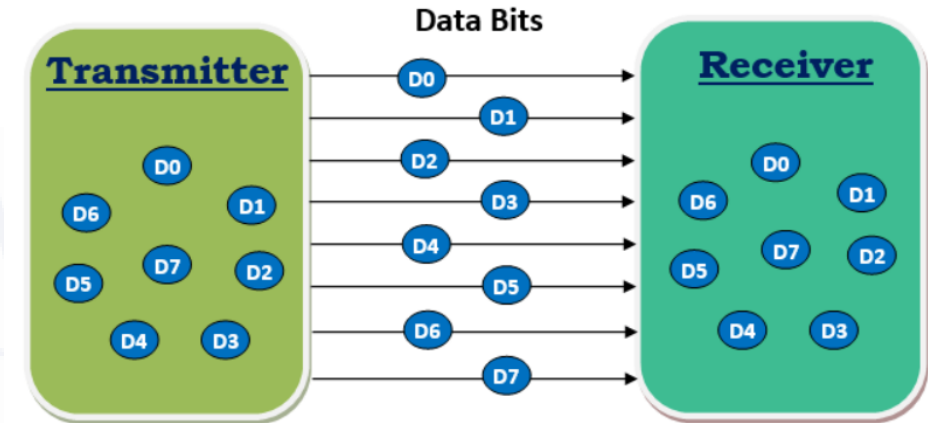 Data Bits
Transmitter
Receiver
D0
D1
D2
D3
D4
D5
D6
D7
D0
D6
D1
D7
D2
D5
D4
D3
D0
D1
D6
D7
D2
D5
D4
D3